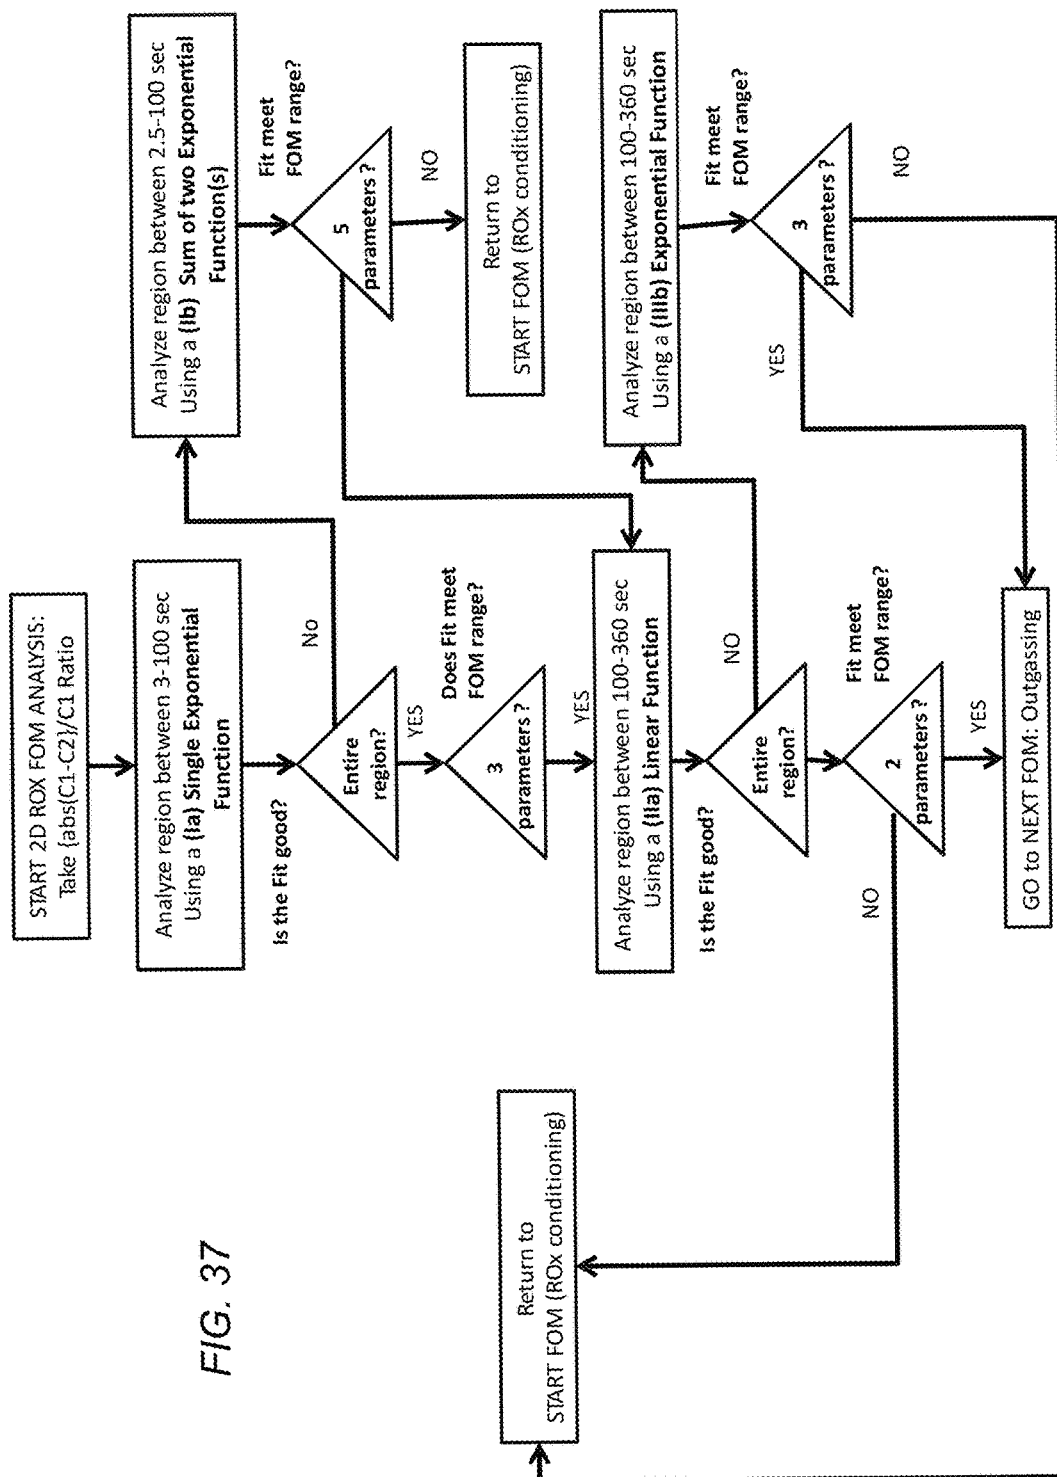 START 2D ROX FOM ANALYSIS:
Take {abs(C1-C2}/C1 Ratio
Analyze region between 3-100 sec
Using a (Ia) Single Exponential
Function
Is the Fit good?
Entire
region?
No
YES
Does Fit meet
FOM range?
3
parameters ?
YES
Analyze region between 100-360 sec
Using a (IIa) Linear Function
Is the Fit good?
Entire
region?
NO
Fit meet
FOM range?
2
parameters ?
NO
YES
GO to NEXT FOM: Outgassing
Analyze region between 2.5-100 sec
Using a (Ib) Sum of two Exponential
Function(s)
Fit meet
FOM range?
5
parameters ?
NO
Return to
START FOM (ROx conditioning)
Analyze region between 100-360 sec
Using a (IIIb) Exponential Function
Fit meet
FOM range?
3
parameters ?
YES
NO
Return to
START FOM (ROx conditioning)
FIG. 37